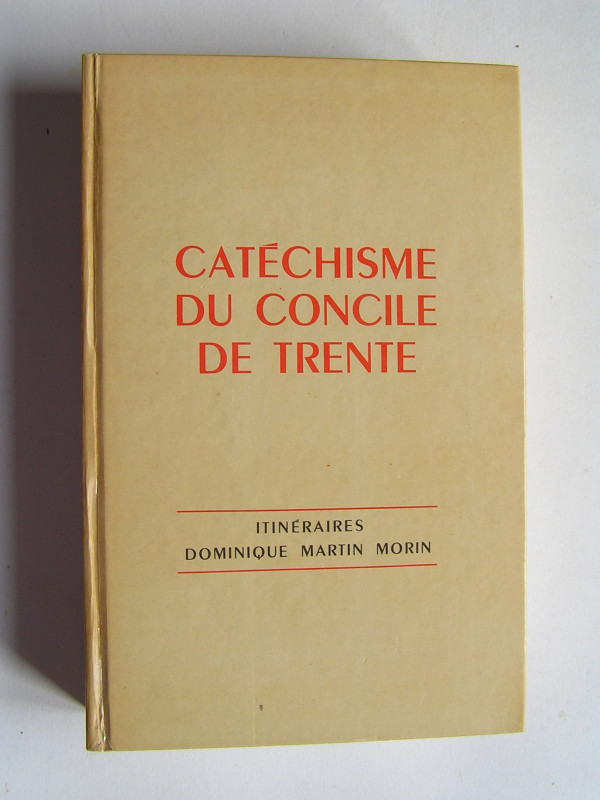 CATÉCHISME
DU CONCILE
DE TRENTE
ITINÉRAIRES
DOMINIQUE MARTIN MORIN